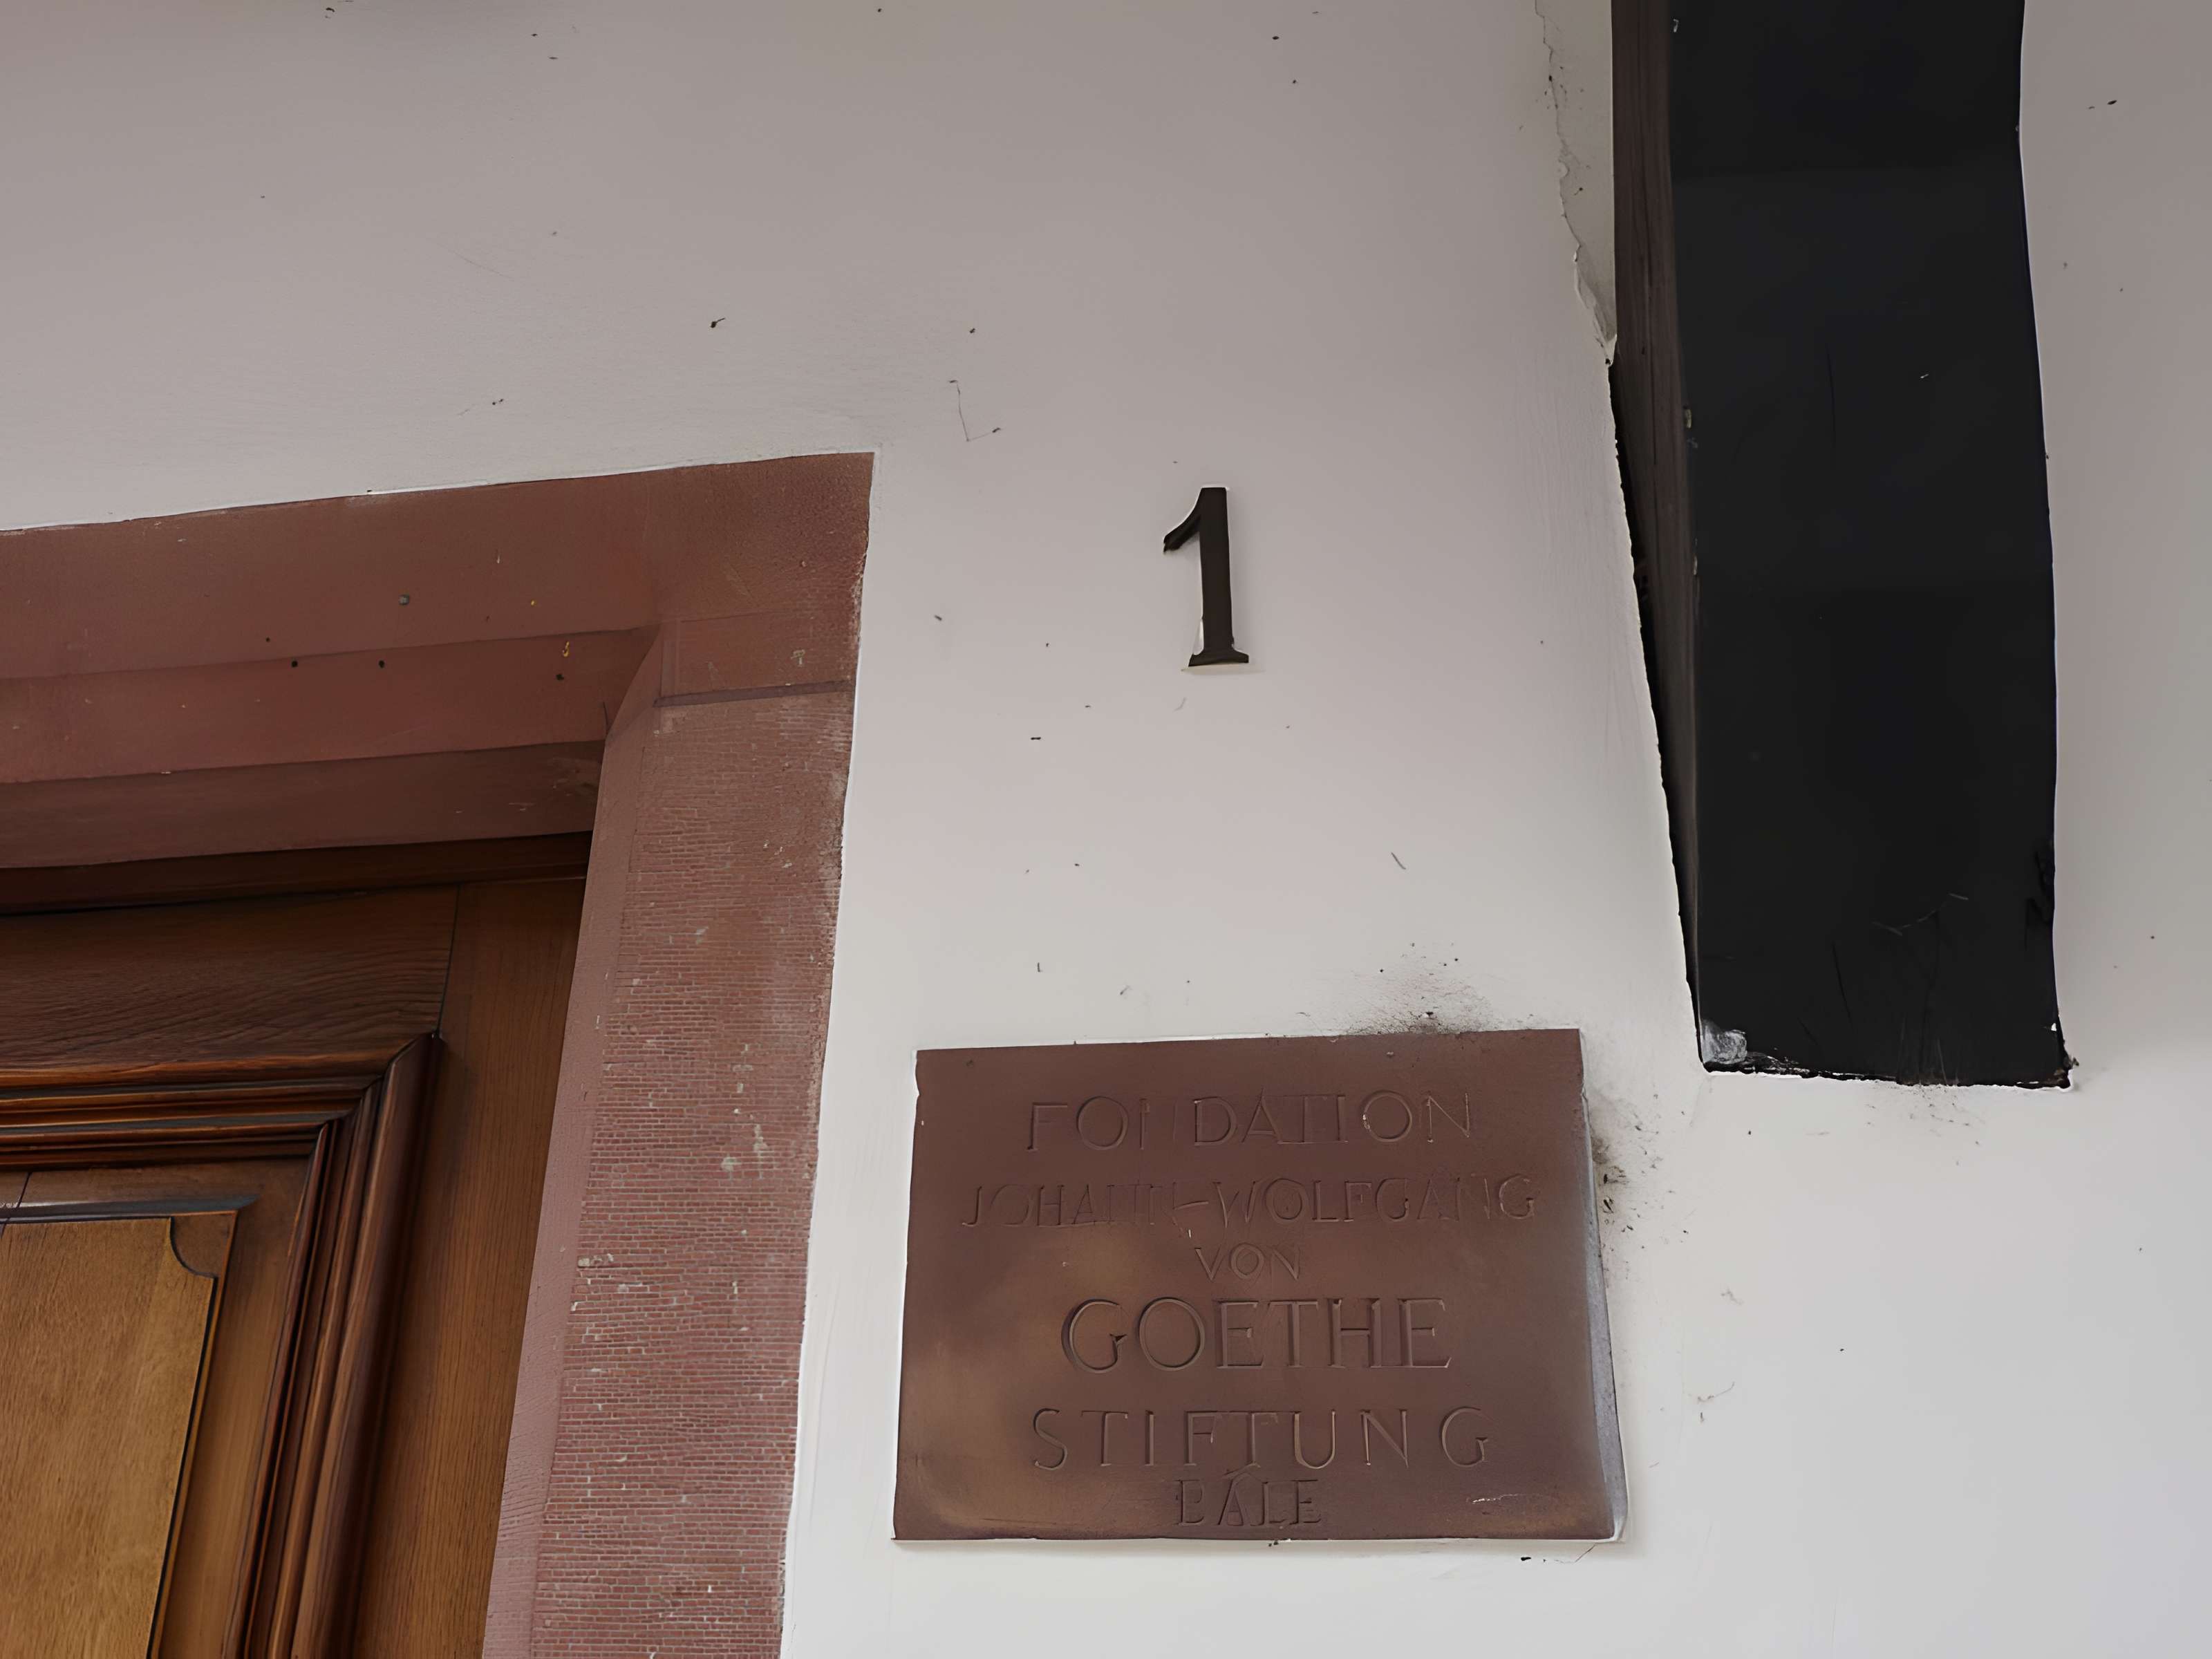 1
FONDATION
JOHANN-WOLFGANG
VON
GOETHE
STIFTUNG
BÂLE